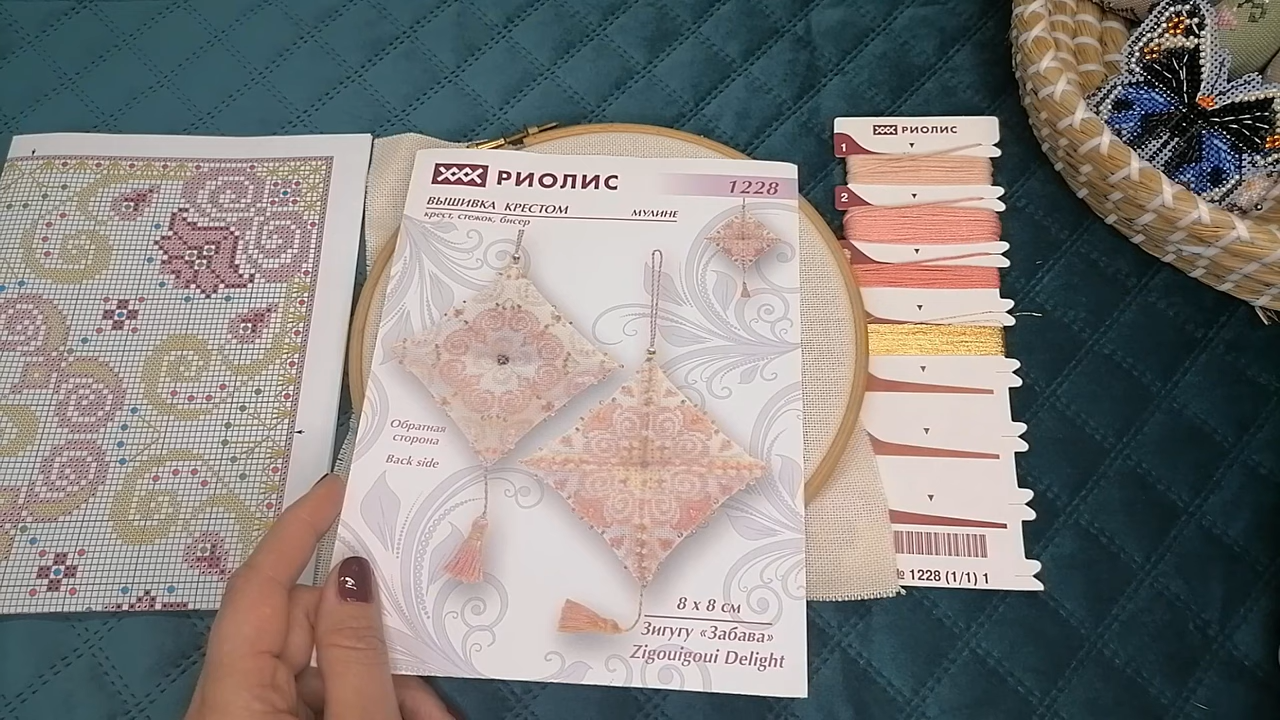 РИОЛИС
1228
ВЫШИВКА КРЕСТОМ
МУЛИНЕ
крест, стежок, бисер
Обратная
сторона
Back side
8 х 8 см
Зигугу «Забава»
Zigouigoui Delight
РИОЛИС
1
2
№ 1228 (1/1) 1